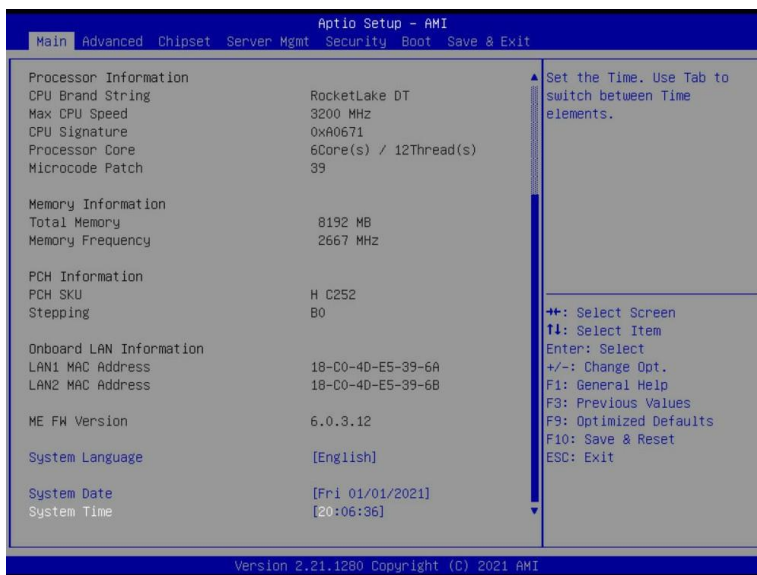 Aptio Setup – AMI
Main Advanced Chipset Server Mgmt Security Boot Save & Exit
Processor Information
CPU Brand String RocketLake DT
Max CPU Speed 3200 MHz
CPU Signature 0xA0671
Processor Core 6Core(s) / 12Thread(s)
Microcode Patch 39
Memory Information
Total Memory 8192 MB
Memory Frequency 2667 MHz
PCH Information
PCH SKU H C252
Stepping B0
Onboard LAN Information
LAN1 MAC Address 18-C0-4D-E5-39-6A
LAN2 MAC Address 18-C0-4D-E5-39-6B
ME FW Version 6.0.3.12
System Language [English]
System Date [Fri 01/01/2021]
System Time [20:06:36]
Set the Time. Use Tab to
switch between Time
elements.
→←: Select Screen
↑↓: Select Item
Enter: Select
+/-: Change Opt.
F1: General Help
F3: Previous Values
F9: Optimized Defaults
F10: Save & Reset
ESC: Exit
Version 2.21.1280 Copyright (C) 2021 AMI